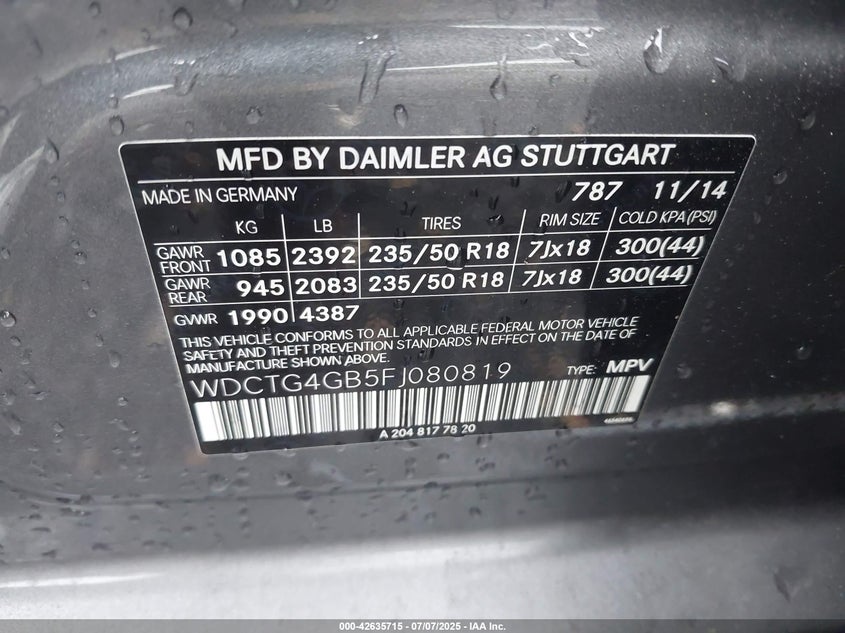 MFD BY DAIMLER AG STUTTGART
MADE IN GERMANY 787 11/14
KG LB TIRES RIM SIZE COLD KPA(PSI)
GAWR FRONT 1085 2392 235/50 R18 7Jx18 300(44)
GAWR REAR 945 2083 235/50 R18 7Jx18 300(44)
GVWR 1990 4387
THIS VEHICLE CONFORMS TO ALL APPLICABLE FEDERAL MOTOR VEHICLE
SAFETY AND THEFT PREVENTION STANDARDS IN EFFECT ON THE DATE OF
MANUFACTURE SHOWN ABOVE.
WDCTG4GB5FJ080819 TYPE: MPV
A 204 817 78 20
000-42635715 - 07/07/2025 - IAA Inc.